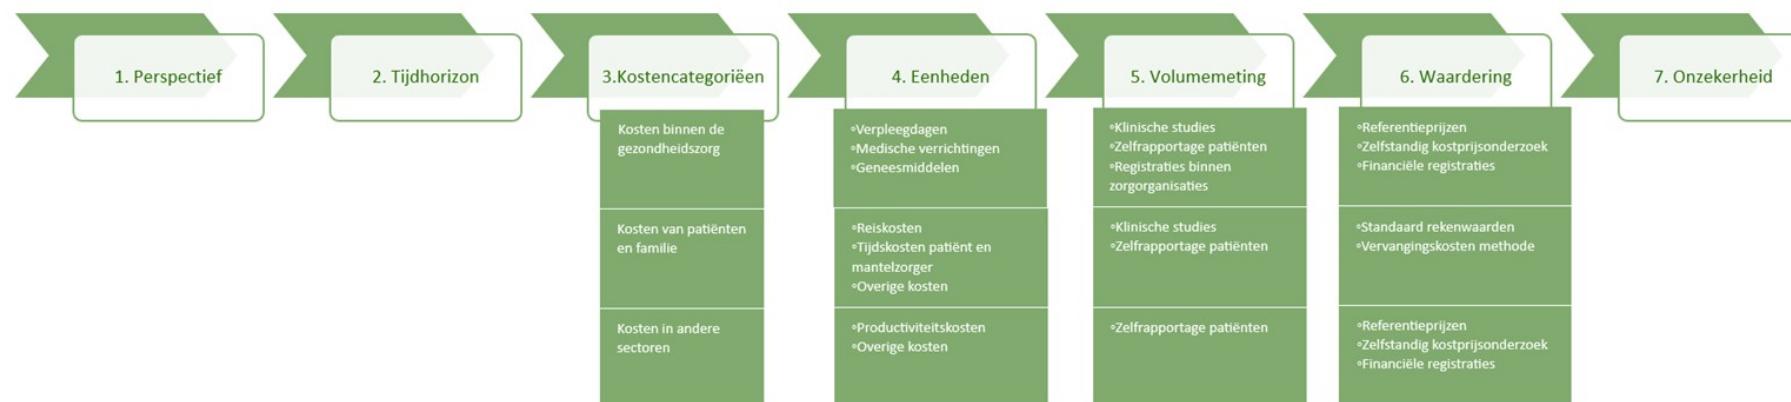 1. Perspectief
2. Tijdhorizon
3.Kostencategoriëen
4. Eenheden
5. Volumemeting
6. Waardering
7. Onzekerheid
Kosten binnen de
gezondheidszorg
◦Verpleegdagen
◦Medische verrichtingen
◦Geneesmiddelen
◦Klinische studies
◦Zelfrapportage patiënten
◦Registraties binnen
zorgorganisaties
◦Referentieprijzen
◦Zelfstandig kostprijsonderzoek
◦Financiële registraties
Kosten van patiënten
en familie
◦Reiskosten
◦Tijdskosten patiënt en
mantelzorger
◦Overige kosten
◦Klinische studies
◦Zelfrapportage patiënten
◦Standaard rekenwaarden
◦Vervangingskosten methode
Kosten in andere
sectoren
◦Productiviteitskosten
◦Overige kosten
◦Zelfrapportage patiënten
◦Referentieprijzen
◦Zelfstandig kostprijsonderzoek
◦Financiële registraties